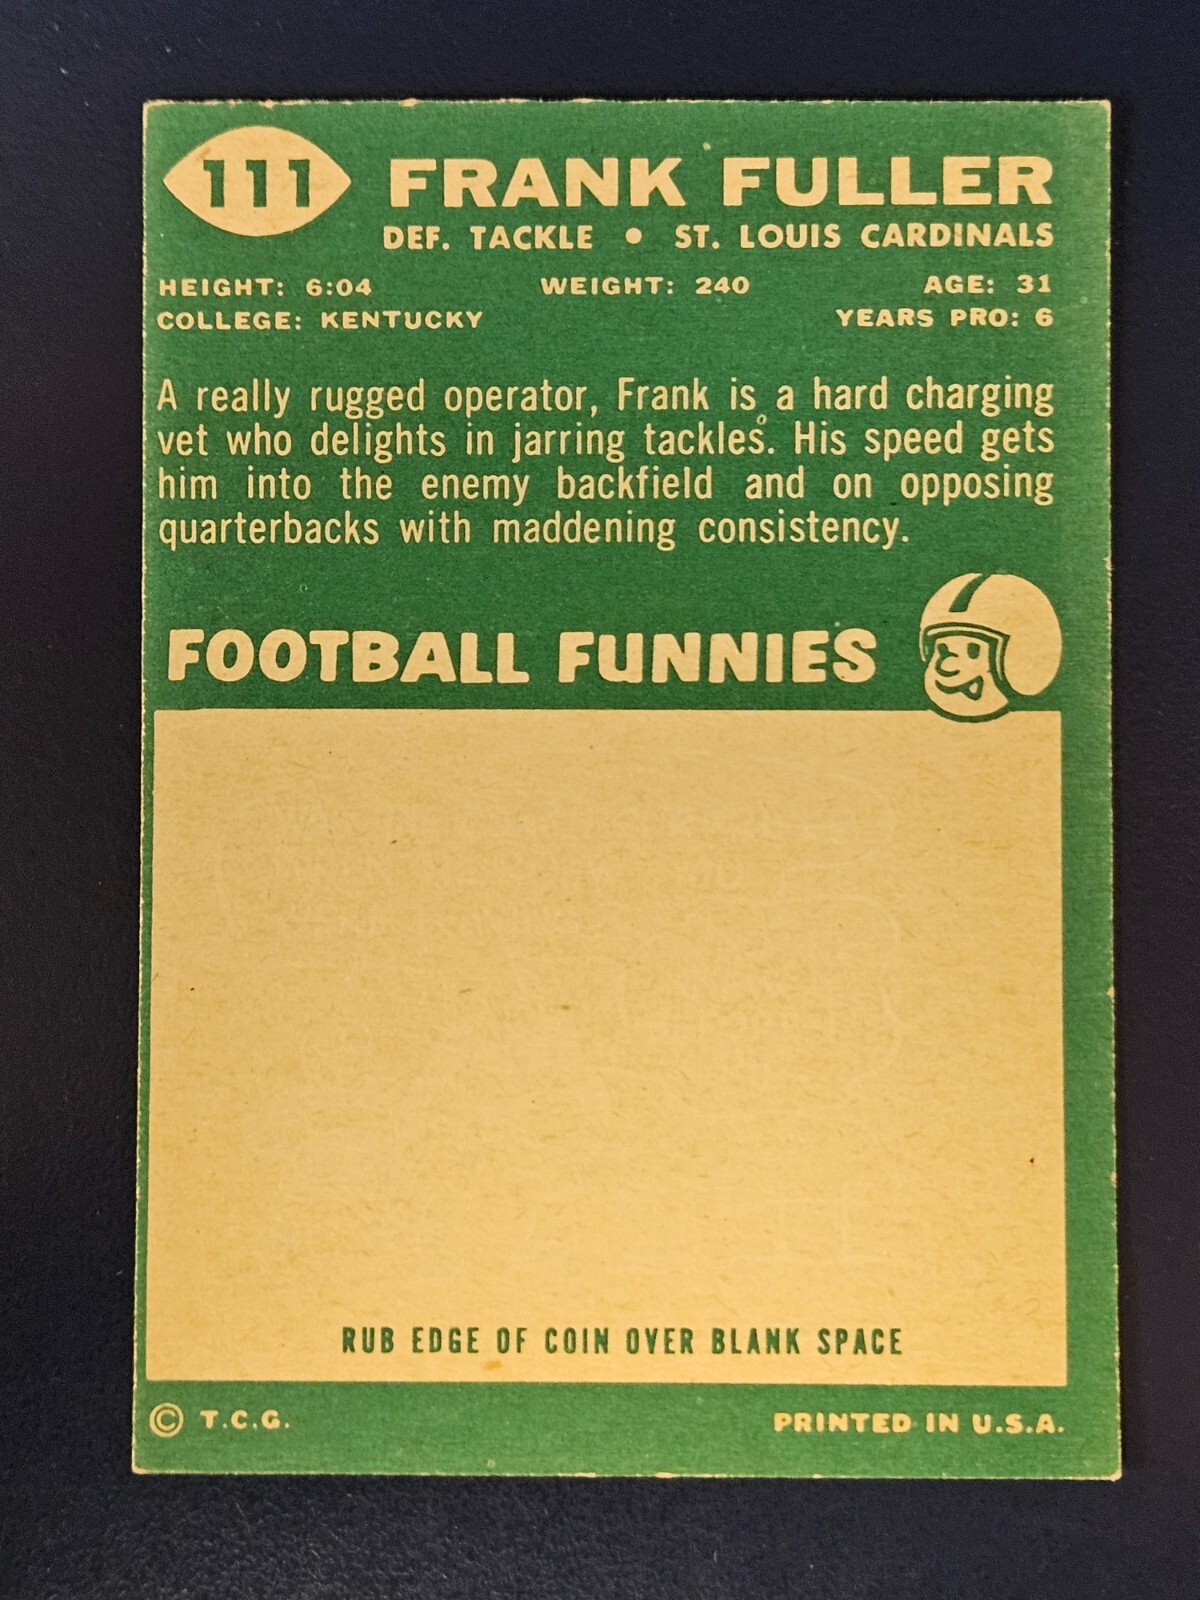 111
FRANK FULLER
DEF. TACKLE • ST. LOUIS CARDINALS
HEIGHT: 6:04 WEIGHT: 240 AGE: 31
COLLEGE: KENTUCKY YEARS PRO: 6
A really rugged operator, Frank is a hard charging
vet who delights in jarring tackles. His speed gets
him into the enemy backfield and on opposing
quarterbacks with maddening consistency.
FOOTBALL FUNNIES
RUB EDGE OF COIN OVER BLANK SPACE
© T.C.G. PRINTED IN U.S.A.